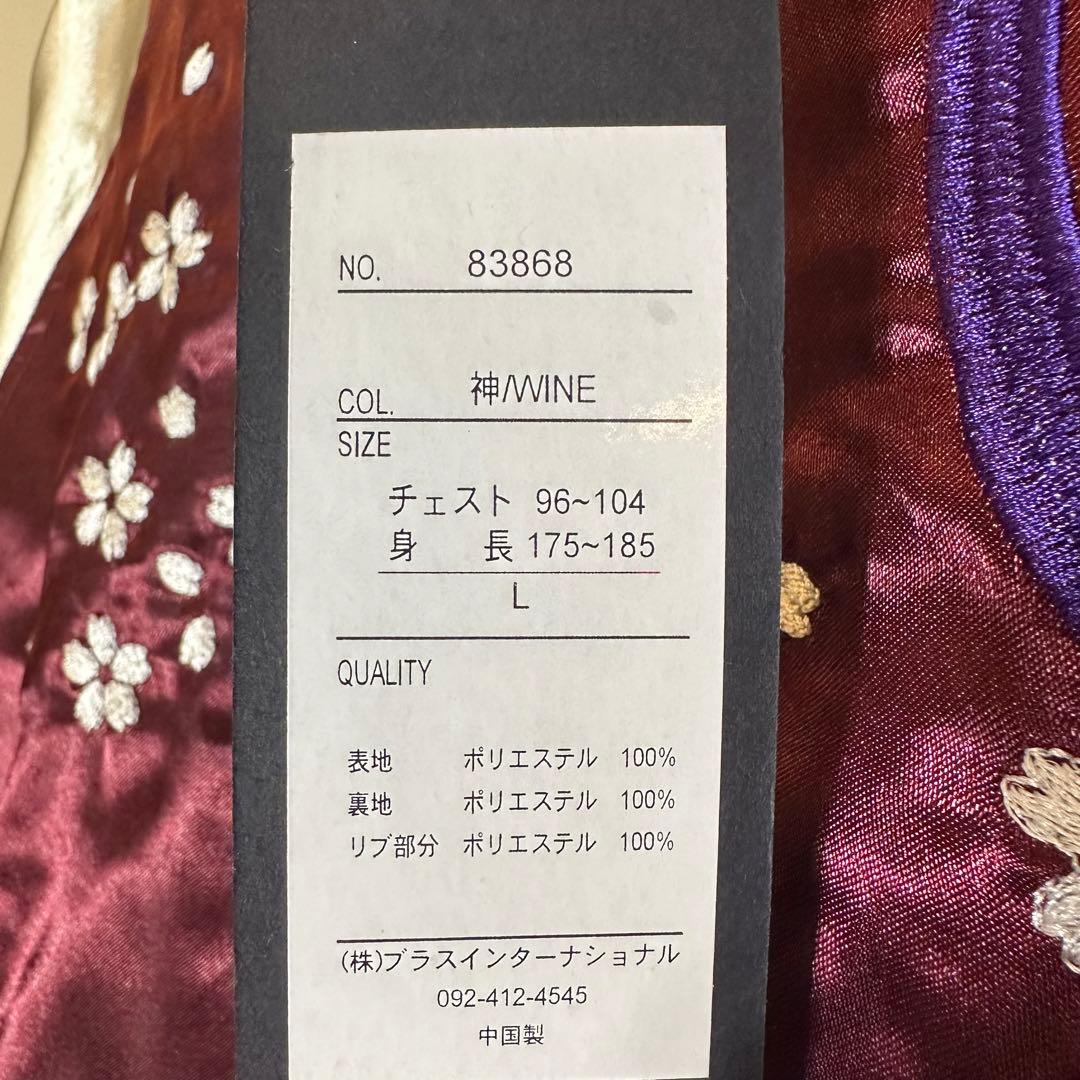 NO. 83868
COL. 神/WINE
SIZE
チェスト 96~104
身 長 175~185
L
QUALITY
表地 ポリエステル 100%
裏地 ポリエステル 100%
リブ部分 ポリエステル 100%
(株)ブラスインターナショナル
092-412-4545
中国製